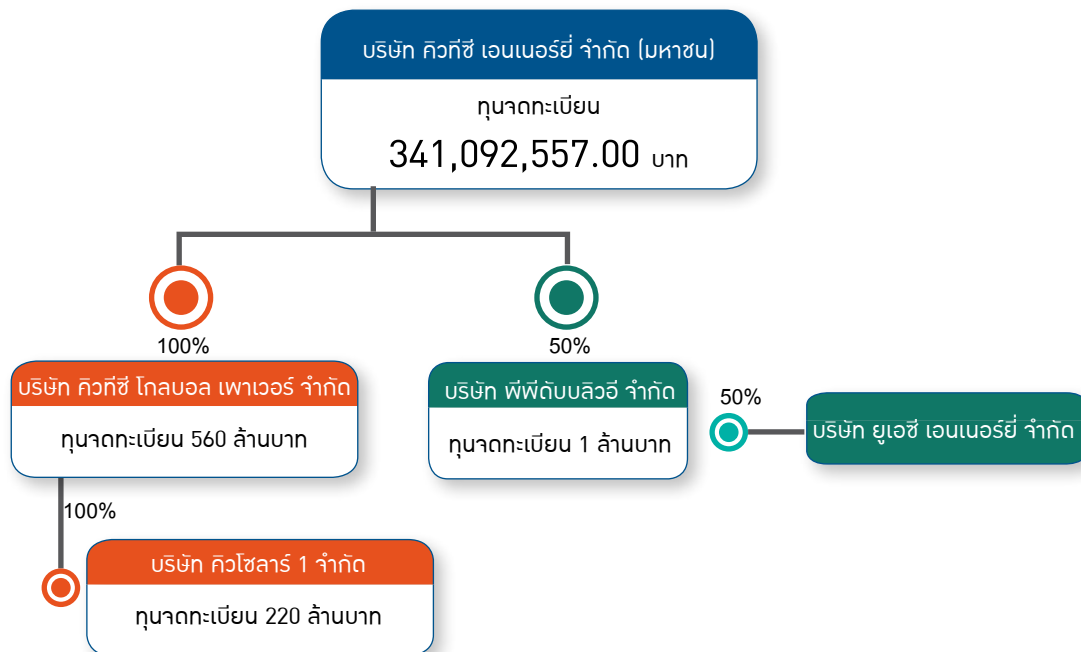 บริษัท คิวทีซี เอนเนอร์ยี่ จำกัด (มหาชน)
ทุนจดทะเบียน
341,092,557.00 บาท
100%
50%
บริษัท คิวทีซี โกลบอล เพาเวอร์ จำกัด
ทุนจดทะเบียน 560 ล้านบาท
บริษัท พีพีดับบลิวอี จำกัด
ทุนจดทะเบียน 1 ล้านบาท
50%
บริษัท ยูเอซี เอนเนอร์ยี่ จำกัด
100%
บริษัท คิวโซลาร์ 1 จำกัด
ทุนจดทะเบียน 220 ล้านบาท